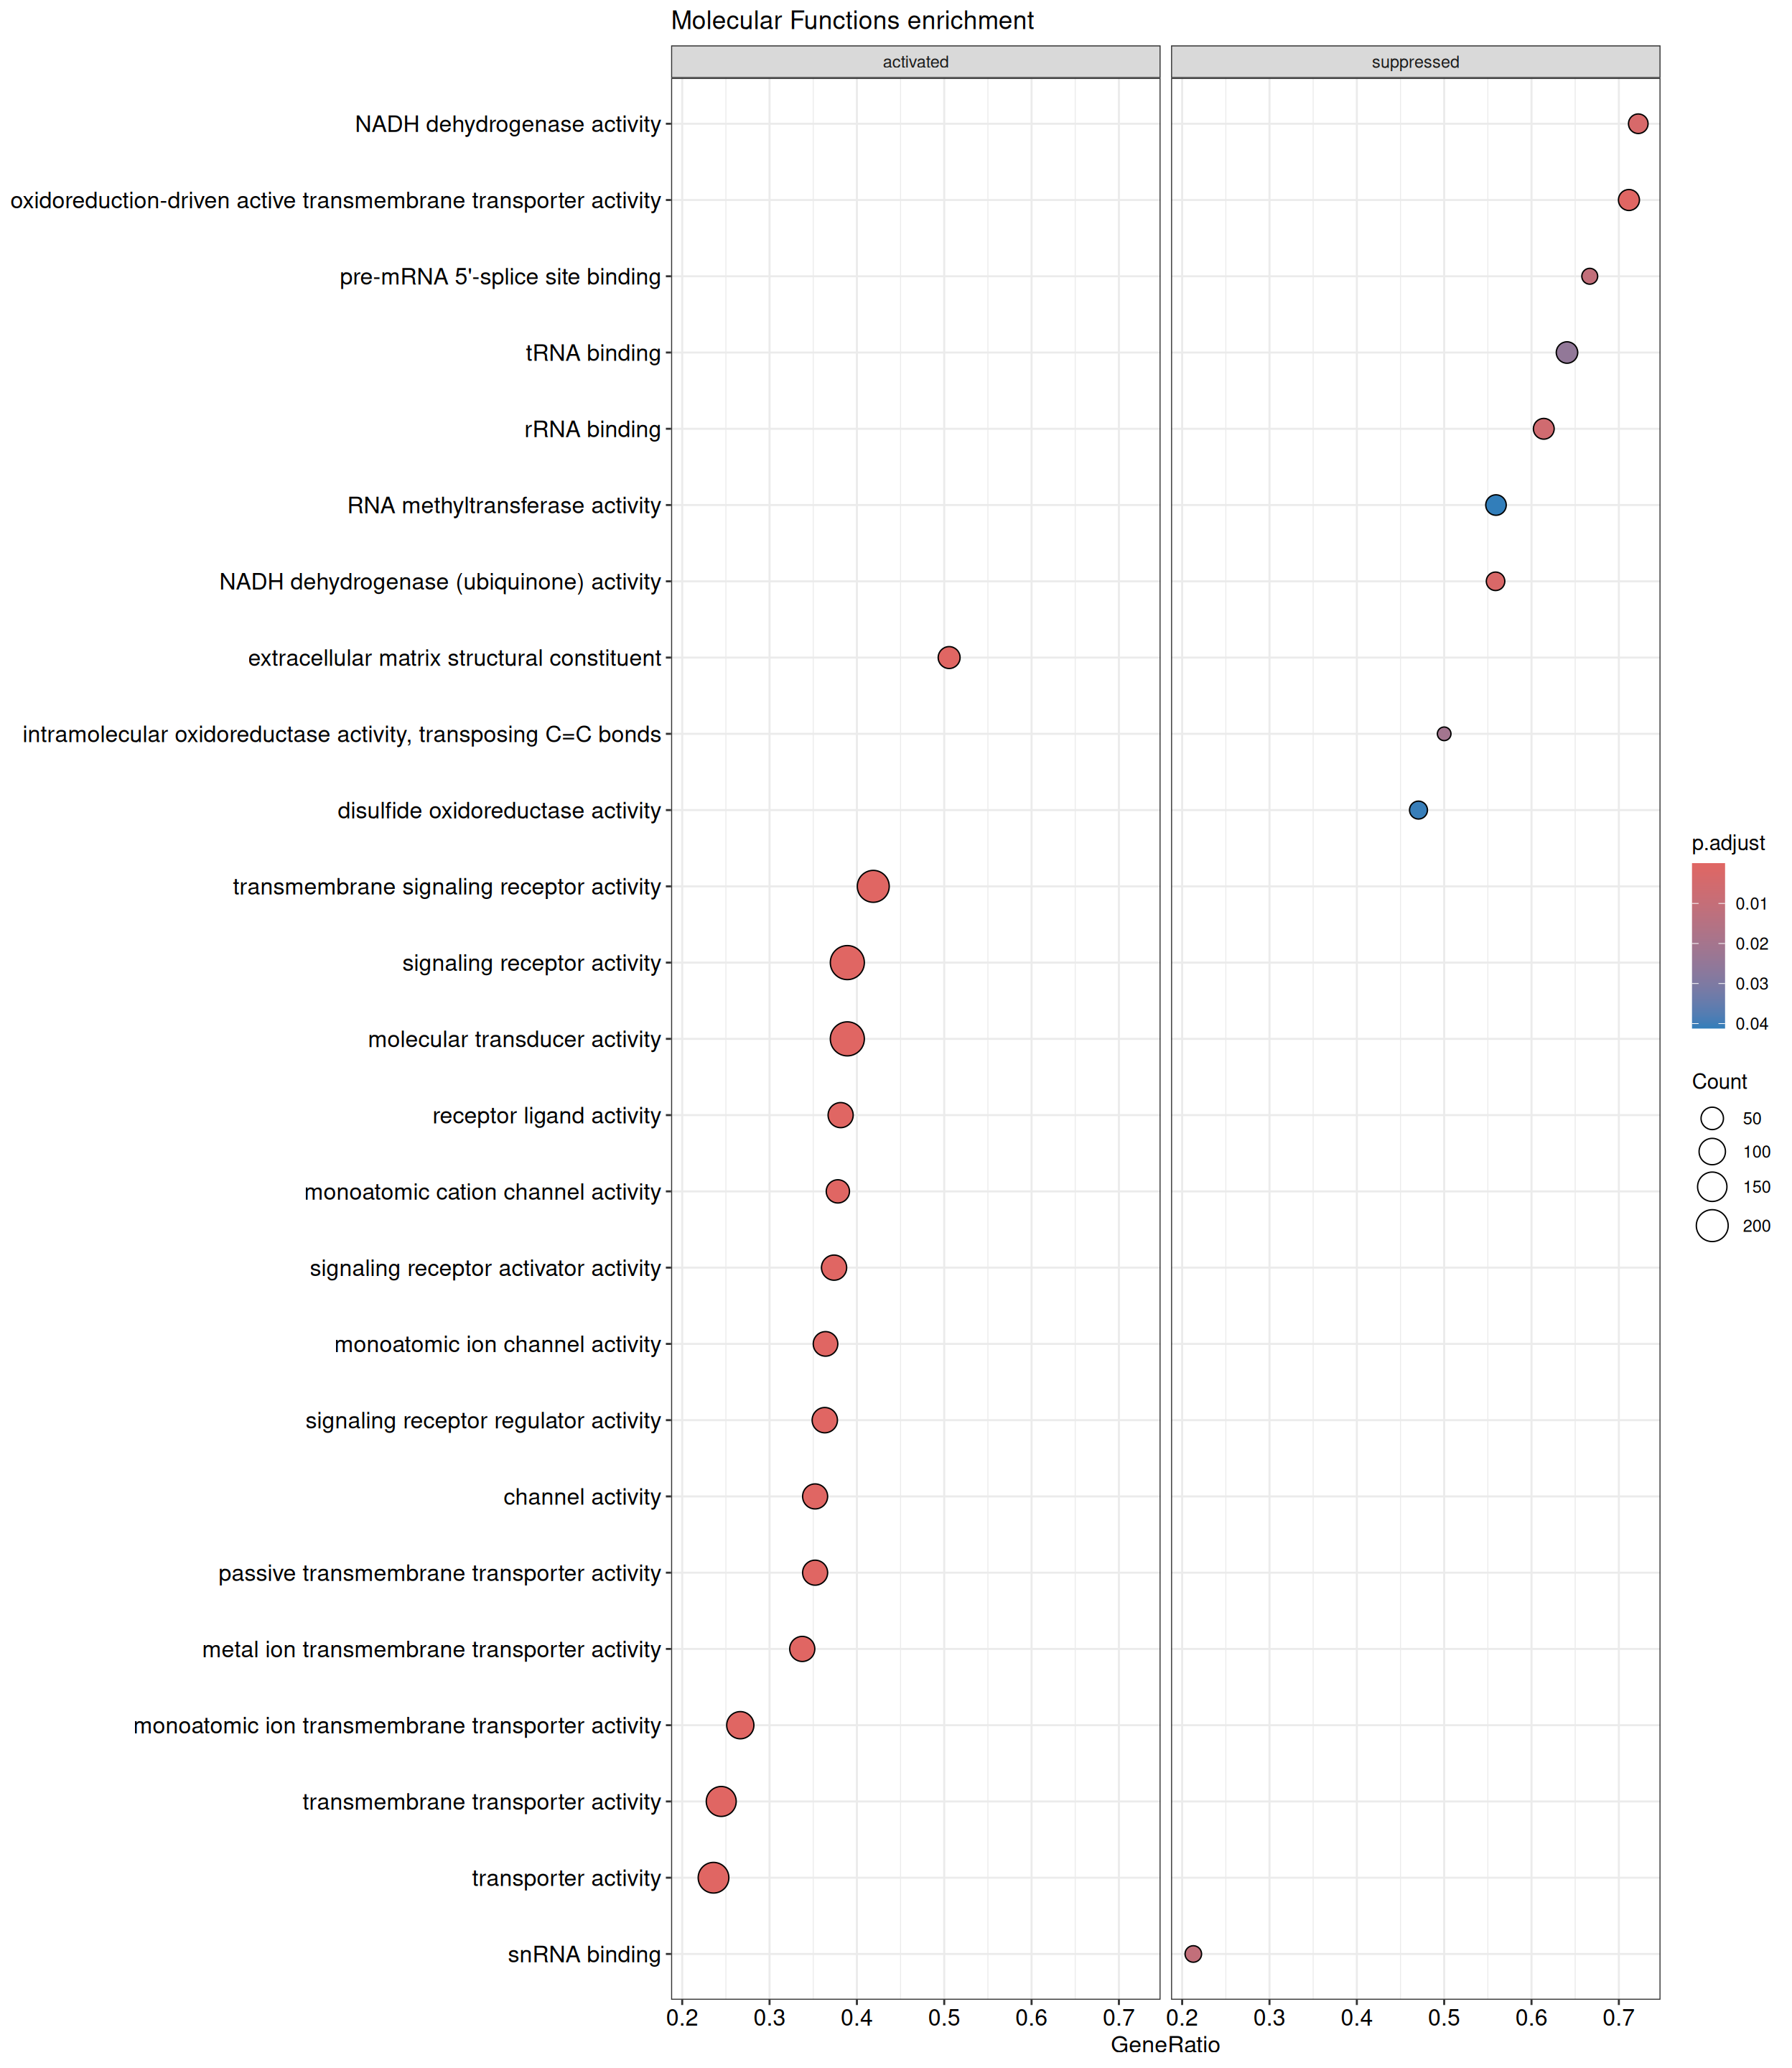 Molecular Functions enrichment
activated
suppressed
NADH dehydrogenase activity
oxidoreduction-driven active transmembrane transporter activity
pre-mRNA 5'-splice site binding
tRNA binding
rRNA binding
RNA methyltransferase activity
NADH dehydrogenase (ubiquinone) activity
extracellular matrix structural constituent
intramolecular oxidoreductase activity, transposing C=C bonds
disulfide oxidoreductase activity
transmembrane signaling receptor activity
signaling receptor activity
molecular transducer activity
receptor ligand activity
monoatomic cation channel activity
signaling receptor activator activity
monoatomic ion channel activity
signaling receptor regulator activity
channel activity
passive transmembrane transporter activity
metal ion transmembrane transporter activity
monoatomic ion transmembrane transporter activity
transmembrane transporter activity
transporter activity
snRNA binding
0.2 0.3 0.4 0.5 0.6 0.7
0.2 0.3 0.4 0.5 0.6 0.7
GeneRatio
p.adjust
0.01
0.02
0.03
0.04
Count
50
100
150
200